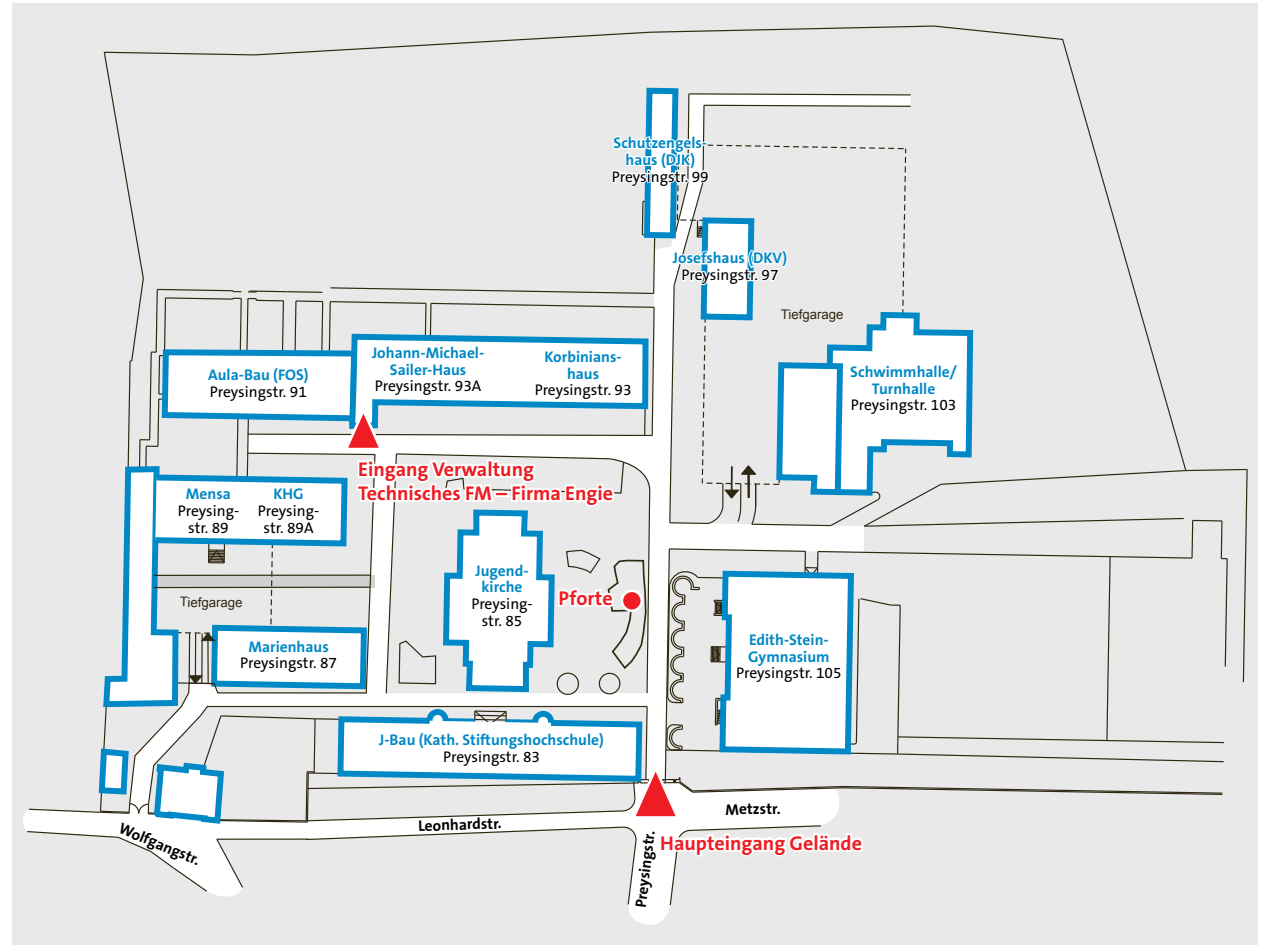 Schutzengels-
haus (DJK)
Preysingstr. 99
Josefshaus (DKV)
Preysingstr. 97
Tiefgarage
Schwimmhalle/
Turnhalle
Preysingstr. 103
Aula-Bau (FOS)
Preysingstr. 91
Johann-Michael-
Sailer-Haus
Preysingstr. 93A
Korbinians-
haus
Preysingstr. 93
Eingang Verwaltung
Technisches FM – Firma Engie
Mensa
Preysing-
str. 89
KHG
Preysing-
str. 89A
Jugend-
kirche
Preysing-
str. 85
Pforte
Tiefgarage
Marienhaus
Preysingstr. 87
Edith-Stein-
Gymnasium
Preysingstr. 105
J-Bau (Kath. Stiftungshochschule)
Preysingstr. 83
Wolfgangstr.
Leonhardstr.
Metzstr.
Preysingstr.
Haupteingang Gelände